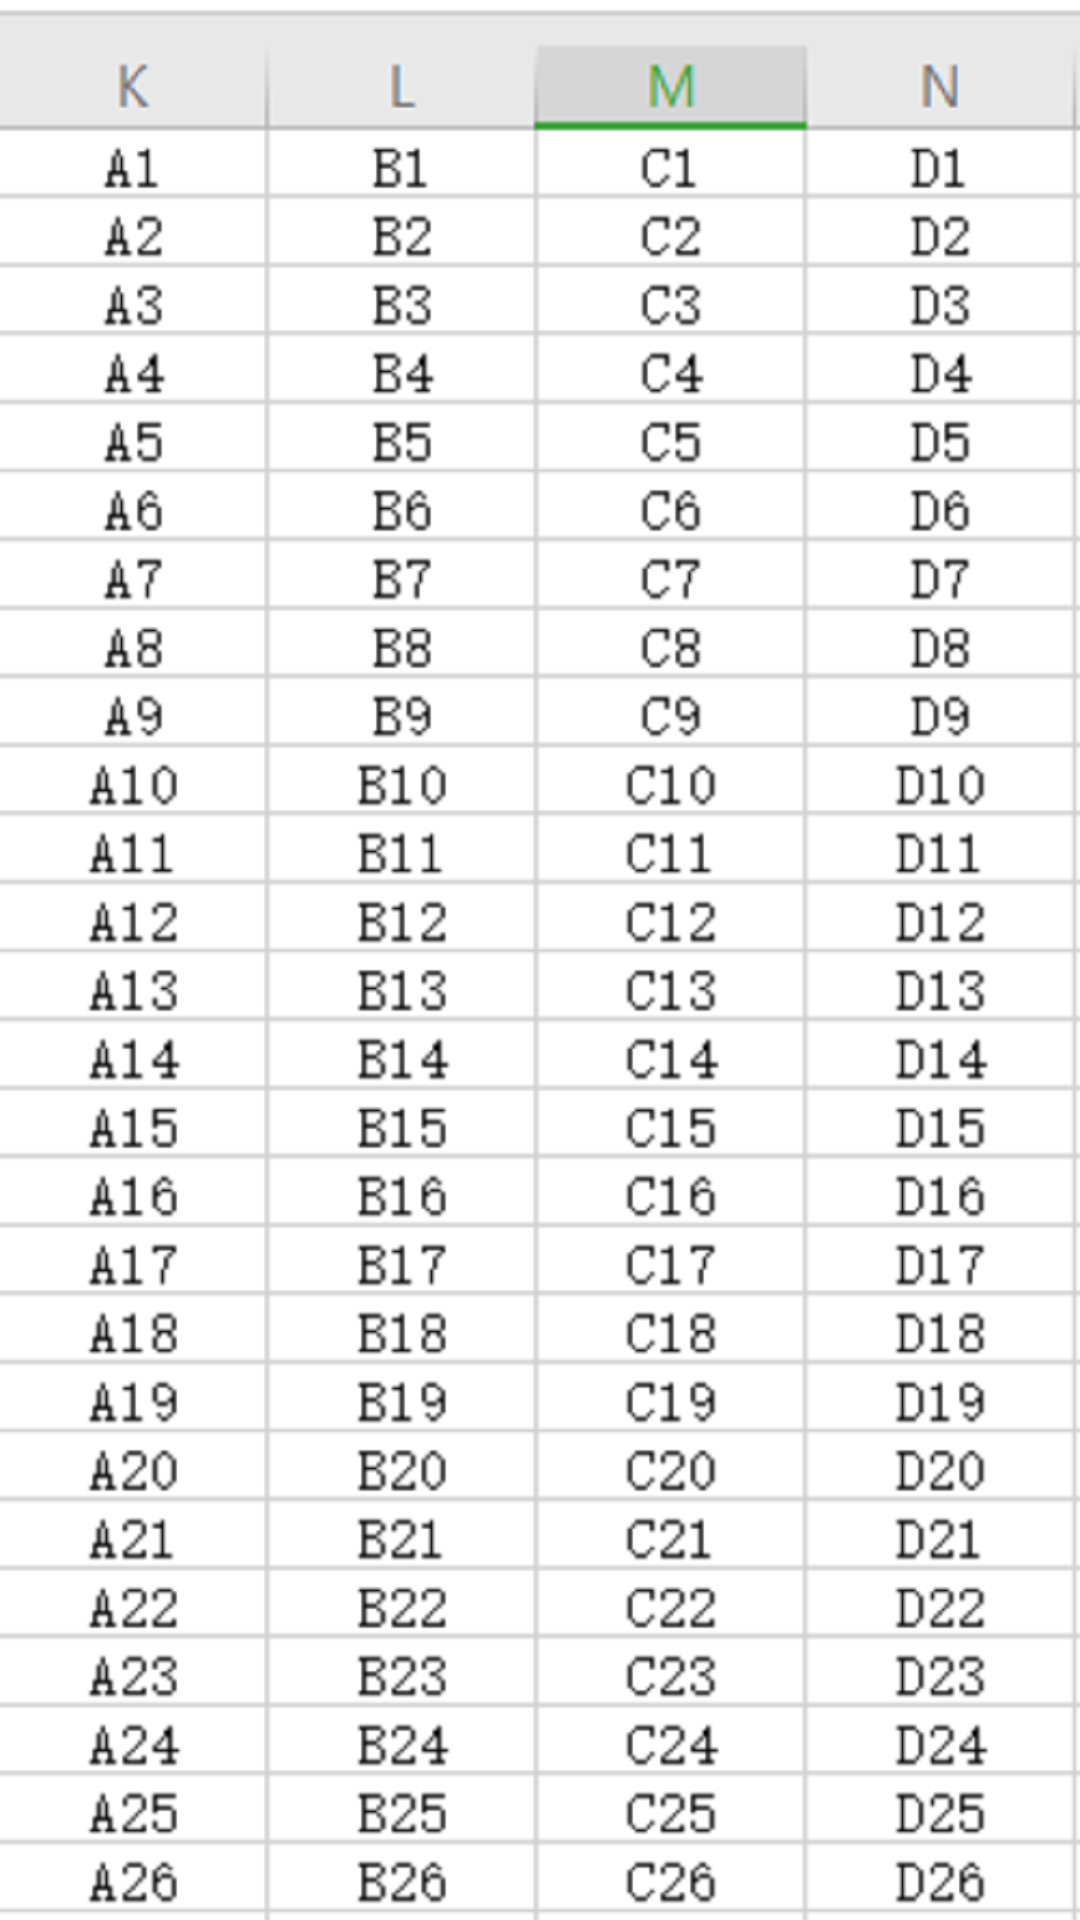 K L M N
A1 B1 C1 D1
A2 B2 C2 D2
A3 B3 C3 D3
A4 B4 C4 D4
A5 B5 C5 D5
A6 B6 C6 D6
A7 B7 C7 D7
A8 B8 C8 D8
A9 B9 C9 D9
A10 B10 C10 D10
A11 B11 C11 D11
A12 B12 C12 D12
A13 B13 C13 D13
A14 B14 C14 D14
A15 B15 C15 D15
A16 B16 C16 D16
A17 B17 C17 D17
A18 B18 C18 D18
A19 B19 C19 D19
A20 B20 C20 D20
A21 B21 C21 D21
A22 B22 C22 D22
A23 B23 C23 D23
A24 B24 C24 D24
A25 B25 C25 D25
A26 B26 C26 D26